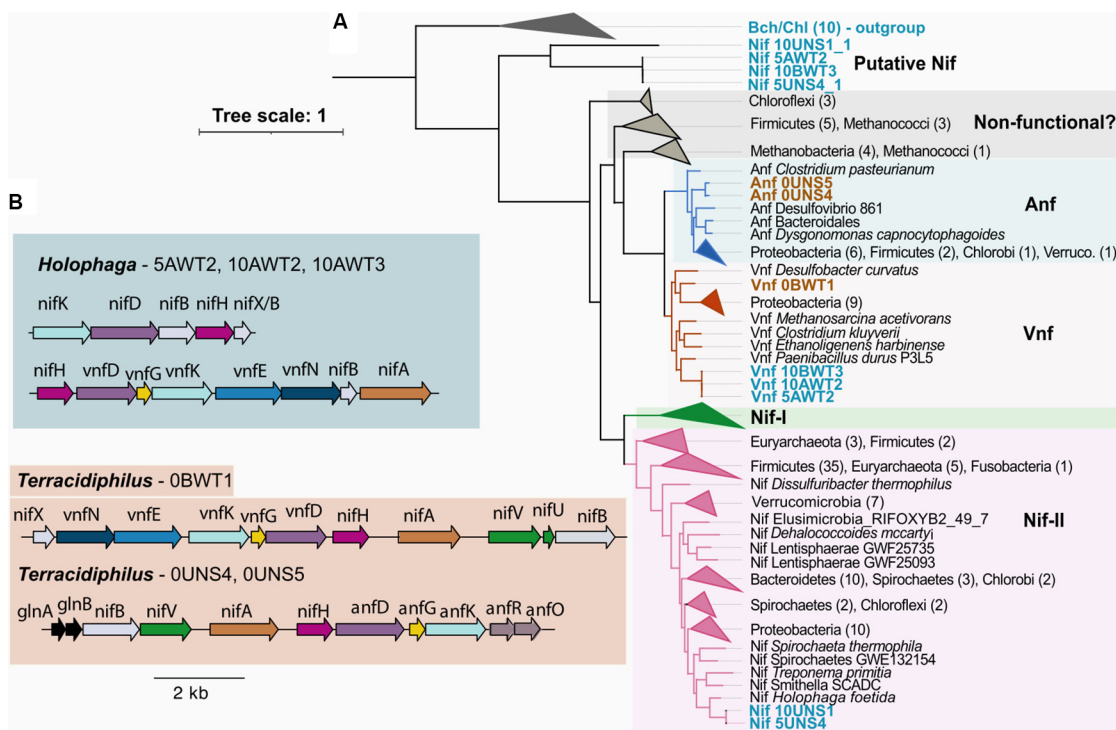 A
Bch/Chl (10) - outgroup
Nif 10UNS1_1
Nif 5AWT2
Nif 10BWT3
Nif 5UNS4_1
Putative Nif
Tree scale: 1
Chloroflexi (3)
Firmicutes (5), Methanococci (3)
Non-functional?
Methanobacteria (4), Methanococci (1)
Anf Clostridium pasteurianum
Anf 0UNS5
Anf 0UNS4
Anf Desulfovibrio 861
Anf Bacteroidales
Anf Dysgonomonas capnocytophagoides
Proteobacteria (6), Firmicutes (2), Chlorobi (1), Verruco. (1)
Anf
Vnf Desulfobacter curvatus
Vnf 0BWT1
Proteobacteria (9)
Vnf Methanosarcina acetivorans
Vnf Clostridium kluyverii
Vnf Ethanoligenens harbinense
Vnf Paenibacillus durus P3L5
Vnf 10BWT3
Vnf 10AWT2
Vnf 5AWT2
Vnf
Nif-I
Euryarchaeota (3), Firmicutes (2)
Firmicutes (35), Euryarchaeota (5), Fusobacteria (1)
Nif Dissulfuribacter thermophilus
Verrucomicrobia (7)
Nif Elusimicrobia_RIFOXYB2_49_7
Nif Dehalococcoides mccartyi
Nif Lentisphaerae GWF25735
Nif Lentisphaerae GWF25093
Bacteroidetes (10), Spirochaetes (3), Chlorobi (2)
Spirochaetes (2), Chloroflexi (2)
Proteobacteria (10)
Nif Spirochaeta thermophila
Nif Spirochaetes GWE132154
Nif Treponema primitia
Nif Smithella SCADC
Nif Holophaga foetida
Nif 10UNS1
Nif 5UNS4
Nif-II
B
Holophaga - 5AWT2, 10AWT2, 10AWT3
nifK nifD nifB nifH nifX/B
nifH vnfD vnfG vnfK vnfE vnfN nifB nifA
Terracidiphilus - 0BWT1
nifX vnfN vnfE vnfK vnfG vnfD nifH nifA nifV nifU nifB
Terracidiphilus - 0UNS4, 0UNS5
glnA glnB nifB nifV nifA nifH anfD anfG anfK anfR anfO
2 kb